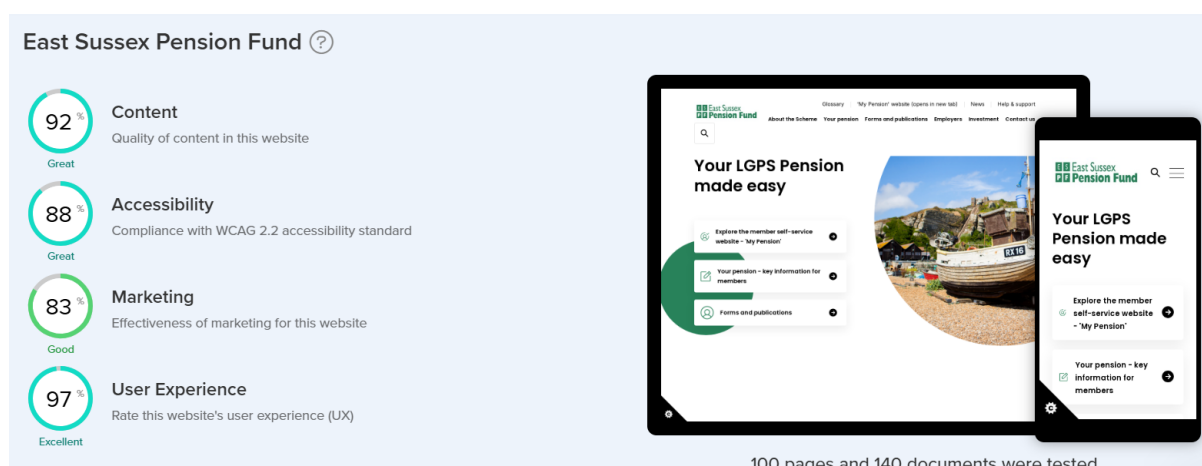 East Sussex Pension Fund ?
92 %
Great
Content
Quality of content in this website
88 %
Great
Accessibility
Compliance with WCAG 2.2 accessibility standard
83 %
Good
Marketing
Effectiveness of marketing for this website
97 %
Excellent
User Experience
Rate this website's user experience (UX)
East Sussex
Pension Fund
Glossary
'My Pension' website (opens in new tab)
News
Help & support
About the Scheme
Your pension
Forms and publications
Employers
Investment
Contact us
Your LGPS Pension
made easy
Explore the member self-service
website - 'My Pension'
Your pension - key information for
members
Forms and publications
RX 16
East Sussex
Pension Fund
Your LGPS
Pension made
easy
Explore the member
self-service website
- 'My Pension'
Your pension - key
information for
members
100 pages and 140 documents were tested